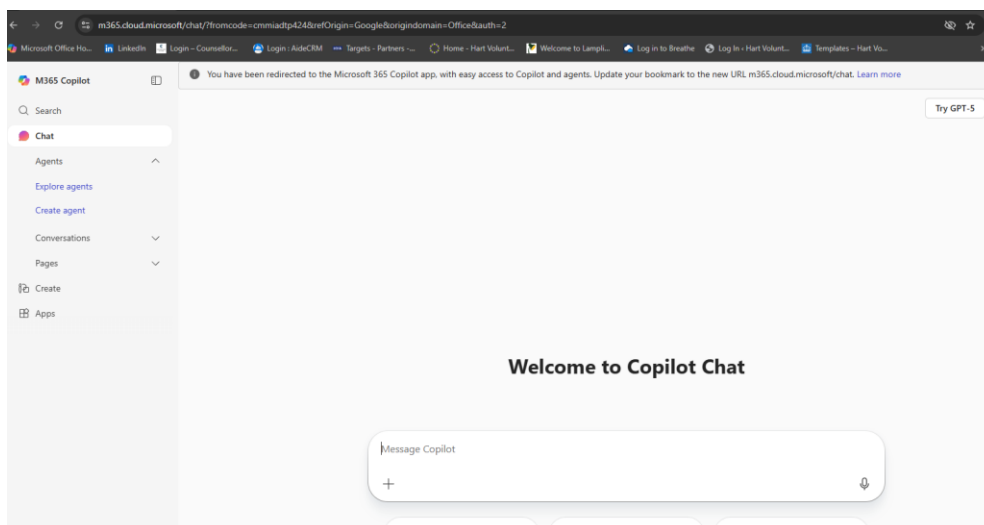 m365.cloud.microsoft/chat/?fromcode=cmmiadtp424&refOrigin=Google&origindomain=Office&auth=2
Microsoft Office Ho... LinkedIn Login – Counsellor... Login : AideCRM Targets - Partners -... Home - Hart Volunt... Welcome to Lampli... Log in to Breathe Log In ‹ Hart Volunt... Templates – Hart Vo...
M365 Copilot
You have been redirected to the Microsoft 365 Copilot app, with easy access to Copilot and agents. Update your bookmark to the new URL m365.cloud.microsoft/chat. Learn more
Search
Try GPT-5
Chat
Agents
Explore agents
Create agent
Conversations
Pages
Create
Apps
Welcome to Copilot Chat
Message Copilot